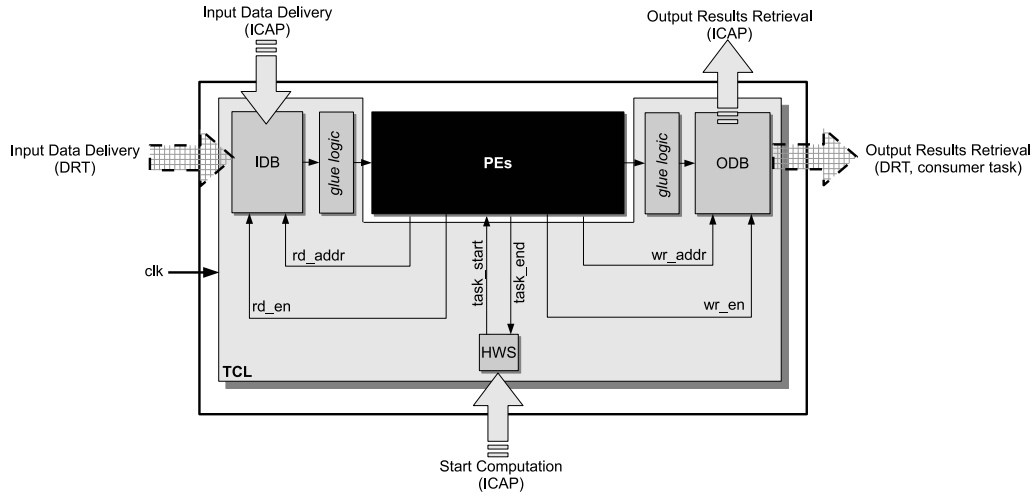 Input Data Delivery
(ICAP)
Output Results Retrieval
(ICAP)
Input Data Delivery
(DRT)
IDB
glue logic
PEs
glue logic
ODB
Output Results Retrieval
(DRT, consumer task)
rd_addr
task_start
task_end
wr_addr
clk
rd_en
wr_en
HWS
TCL
Start Computation
(ICAP)